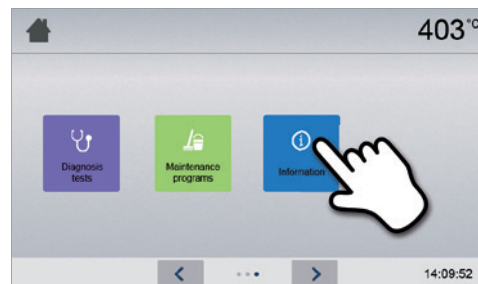 403°C
Diagnosis
tests
Maintenance
programs
Information
14:09:52